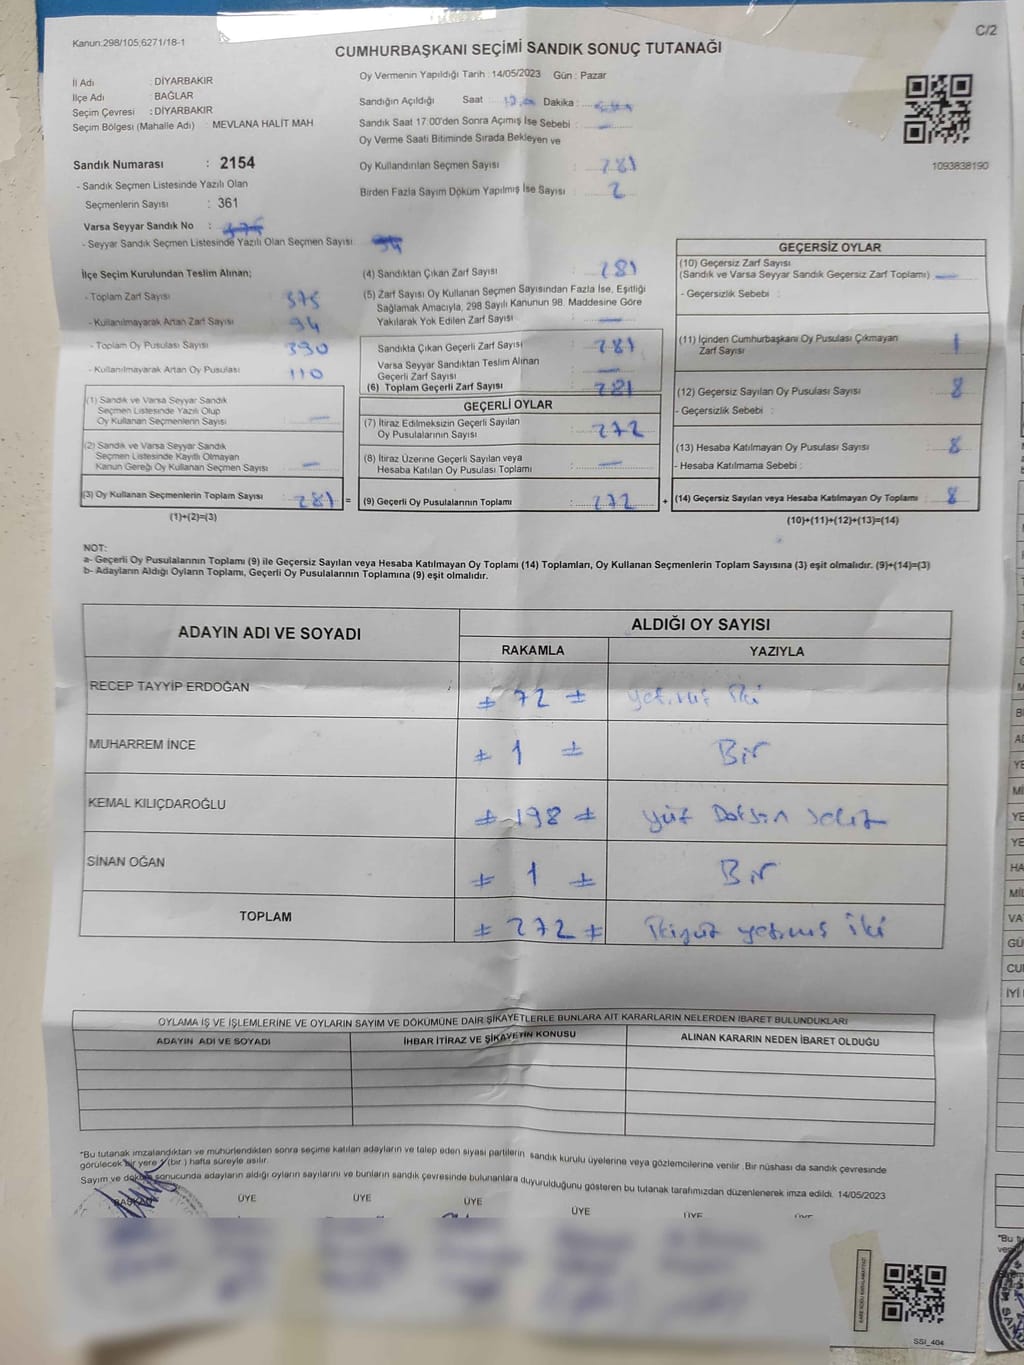 Kanun:298/105;6271/18-1
C/2
CUMHURBAŞKANI SEÇİMİ SANDIK SONUÇ TUTANAĞI
İl Adı : DİYARBAKIR
İlçe Adı : BAĞLAR
Seçim Çevresi : DİYARBAKIR
Seçim Bölgesi (Mahalle Adı) : MEVLANA HALİT MAH
Oy Vermenin Yapıldığı Tarih : 14/05/2023 Gün : Pazar
Sandığın Açıldığı Saat Dakika :
Sandık Saat 17:00'den Sonra Açımış İse Sebebi :
Oy Verme Saati Bitiminde Sırada Bekleyen ve
Oy Kullandırılan Seçmen Sayısı : 281
Birden Fazla Sayım Döküm Yapılmış İse Sayısı : 2
1093838190
Sandık Numarası : 2154
- Sandık Seçmen Listesinde Yazılı Olan
Seçmenlerin Sayısı : 361
Varsa Seyyar Sandık No :
- Seyyar Sandık Seçmen Listesinde Yazılı Olan Seçmen Sayısı :
İlçe Seçim Kurulundan Teslim Alınan;
- Toplam Zarf Sayısı : 375
- Kullanılmayarak Artan Zarf Sayısı : 94
- Toplam Oy Pusulası Sayısı : 390
- Kullanılmayarak Artan Oy Pusulası : 110
(1) Sandık ve Varsa Seyyar Sandık
Seçmen Listesinde Yazılı Olup
Oy Kullanan Seçmenlerin Sayısı : —
(2) Sandık ve Varsa Seyyar Sandık
Seçmen Listesinde Kayıtlı Olmayan
Kanun Gereği Oy Kullanan Seçmen Sayısı : —
(3) Oy Kullanan Seçmenlerin Toplam Sayısı : 281 =
(1)+(2)=(3)
(4) Sandıktan Çıkan Zarf Sayısı : 281
(5) Zarf Sayısı Oy Kullanan Seçmen Sayısından Fazla İse, Eşitliği
Sağlamak Amacıyla, 298 Sayılı Kanunun 98. Maddesine Göre
Yakılarak Yok Edilen Zarf Sayısı : —
Sandıkta Çıkan Geçerli Zarf Sayısı : 281
Varsa Seyyar Sandıktan Teslim Alınan
Geçerli Zarf Sayısı : —
(6) Toplam Geçerli Zarf Sayısı : 281
GEÇERLİ OYLAR
(7) İtiraz Edilmeksizin Geçerli Sayılan
Oy Pusulalarının Sayısı : 272
(8) İtiraz Üzerine Geçerli Sayılan veya
Hesaba Katılan Oy Pusulası Toplamı : —
(9) Geçerli Oy Pusulalarının Toplamı : 272 +
GEÇERSİZ OYLAR
(10) Geçersiz Zarf Sayısı
(Sandık ve Varsa Seyyar Sandık Geçersiz Zarf Toplamı) —
- Geçersizlik Sebebi :
(11) İçinden Cumhurbaşkanı Oy Pusulası Çıkmayan
Zarf Sayısı : 1
(12) Geçersiz Sayılan Oy Pusulası Sayısı : 8
- Geçersizlik Sebebi :
(13) Hesaba Katılmayan Oy Pusulası Sayısı : 8
- Hesaba Katılmama Sebebi :
(14) Geçersiz Sayılan veya Hesaba Katılmayan Oy Toplamı : 8
(10)+(11)+(12)+(13)=(14)
NOT:
a- Geçerli Oy Pusulalarının Toplamı (9) ile Geçersiz Sayılan veya Hesaba Katılmayan Oy Toplamı (14) Toplamları, Oy Kullanan Seçmenlerin Toplam Sayısına (3) eşit olmalıdır. (9)+(14)=(3)
b- Adayların Aldığı Oyların Toplamı, Geçerli Oy Pusulalarının Toplamına (9) eşit olmalıdır.
ADAYIN ADI VE SOYADI
ALDIĞI OY SAYISI
RAKAMLA YAZIYLA
RECEP TAYYİP ERDOĞAN 72 yetmiş iki
MUHARREM İNCE 1 Bir
KEMAL KILIÇDAROĞLU 198 yüz Doksan sekiz
SİNAN OĞAN 1 Bir
TOPLAM 272 ikiyüz yetmiş iki
OYLAMA İŞ VE İŞLEMLERİNE VE OYLARIN SAYIM VE DÖKÜMÜNE DAİR ŞİKAYETLERLE BUNLARA AİT KARARLARIN NELERDEN İBARET BULUNDUKLARI
ADAYIN ADI VE SOYADI İHBAR İTİRAZ VE ŞİKAYETİN KONUSU ALINAN KARARIN NEDEN İBARET OLDUĞU
*Bu tutanak imzalandıktan ve mühürlendikten sonra seçime katılan adayların ve talep eden siyasi partilerin sandık kurulu üyelerine veya gözlemcilerine verilir. Bir nüshası da sandık çevresinde
görülecek bir yere (bir) hafta süreyle asılır.
Sayım ve döküm sonucunda adayların aldığı oyların sayılarını ve bunların sandık çevresinde bulunanlara duyurulduğunu gösteren bu tutanak tarafımızdan düzenlenerek imza edildi. 14/05/2023
BAŞKAN ÜYE ÜYE ÜYE ÜYE ÜYE
SSI_404